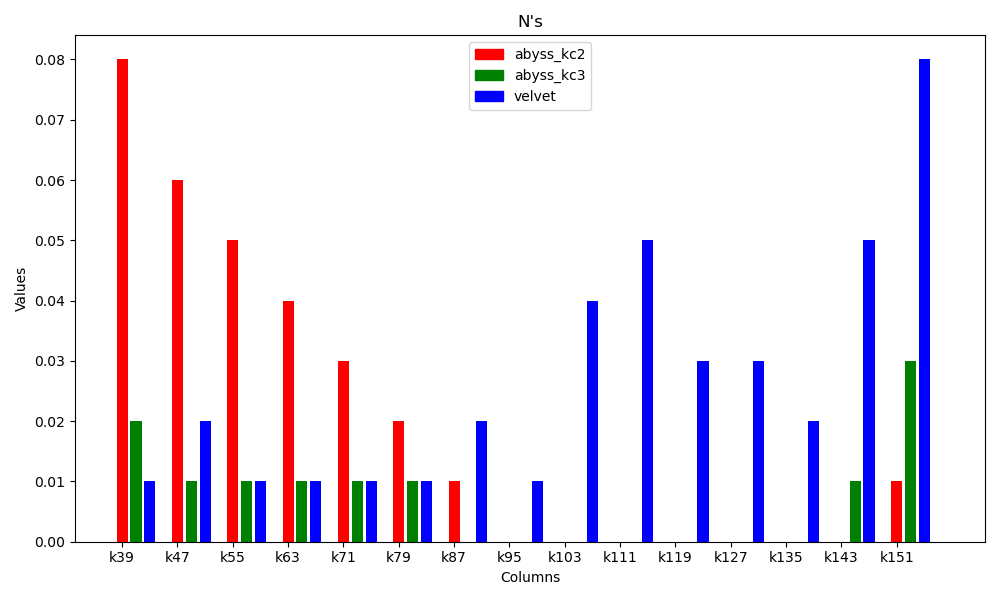 N's
abyss_kc2
abyss_kc3
velvet
0.08
0.07
0.06
0.05
0.04
0.03
0.02
0.01
0.00
Values
k39 k47 k55 k63 k71 k79 k87 k95 k103 k111 k119 k127 k135 k143 k151
Columns